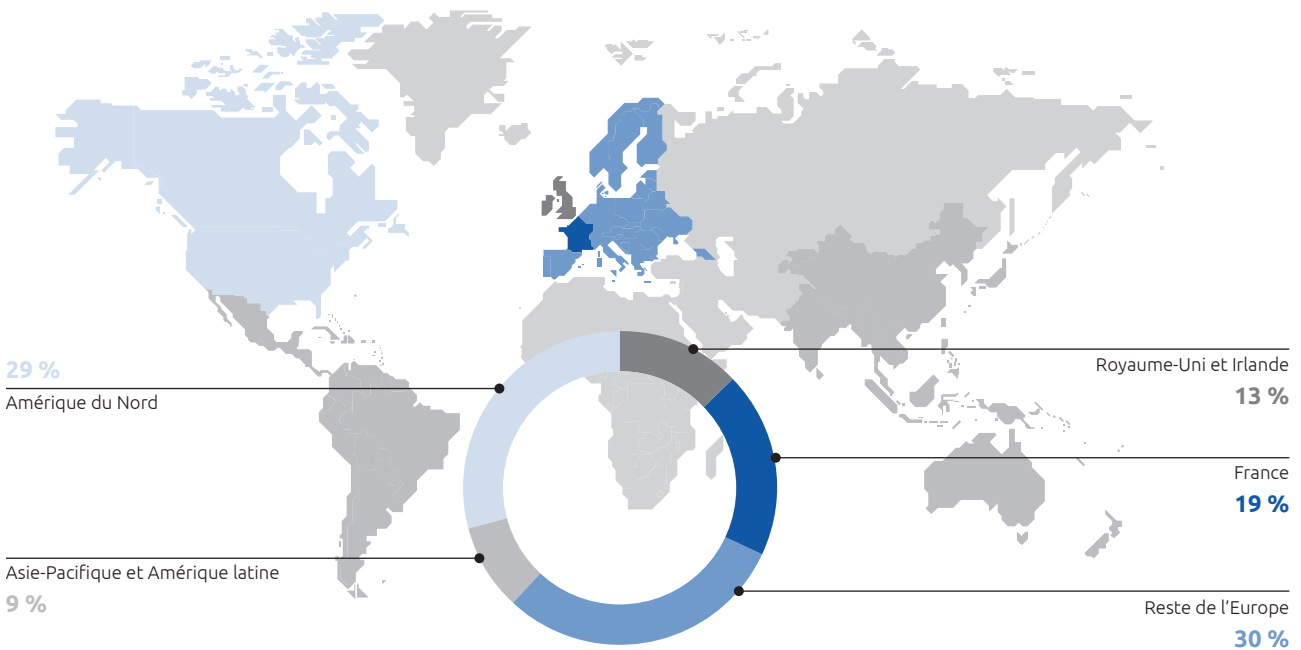 29 %
Amérique du Nord
Asie-Pacifique et Amérique latine
9 %
Royaume-Uni et Irlande
13 %
France
19 %
Reste de l’Europe
30 %